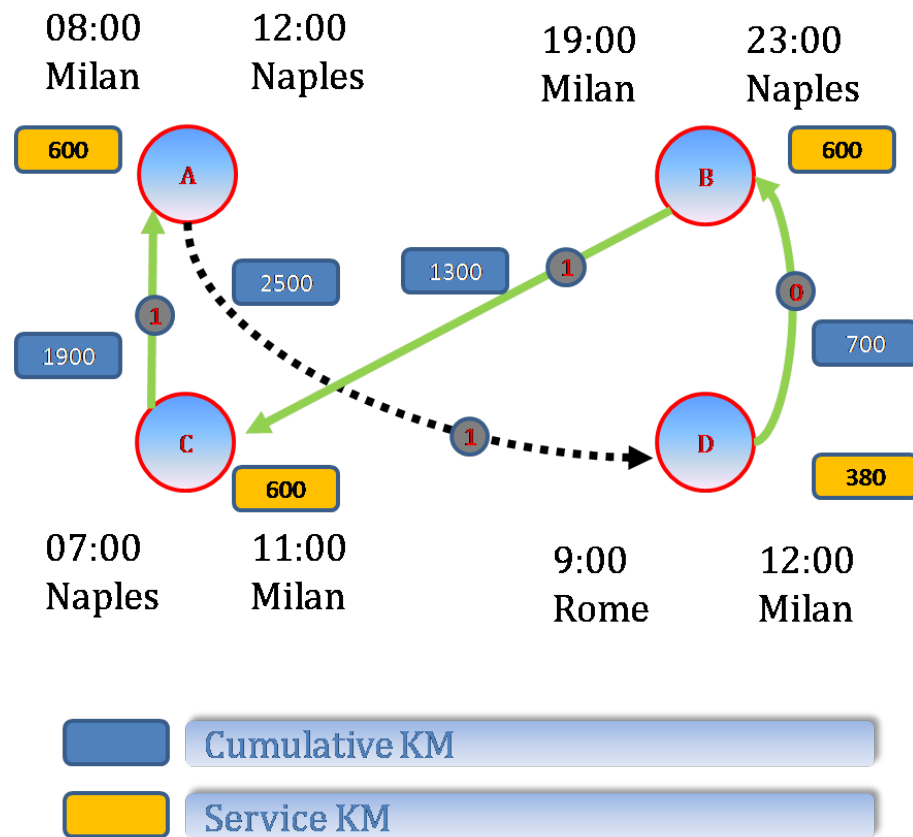 08:00 12:00 19:00 23:00
Milan Naples Milan Naples
600 600
A B
1300 1
2500
1 0
1900 700
C 1 D
600 380
07:00 11:00 9:00 12:00
Naples Milan Rome Milan
Cumulative KM
Service KM